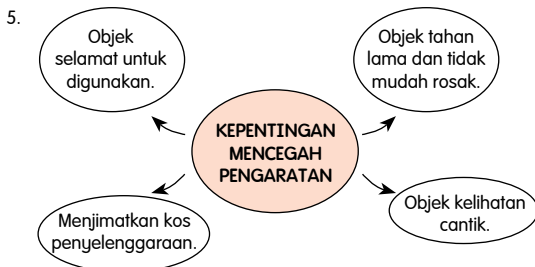 5.
Objek
selamat untuk
digunakan.
Objek tahan
lama dan tidak
mudah rosak.
KEPENTINGAN
MENCEGAH
PENGARATAN
Menjimatkan kos
penyelenggaraan.
Objek kelihatan
cantik.